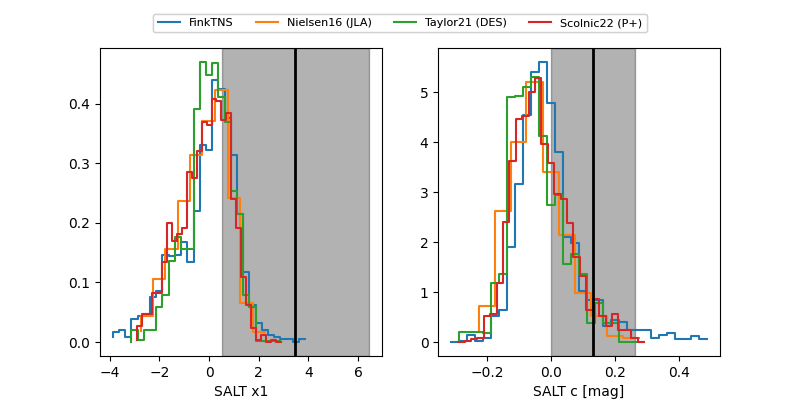 FinkTNS Nielsen16 (JLA) Taylor21 (DES) Scolnic22 (P+)
0.4
0.3
0.2
0.1
0.0
−4 −2 0 2 4 6
SALT x1
5
4
3
2
1
0
−0.2 0.0 0.2 0.4
SALT c [mag]